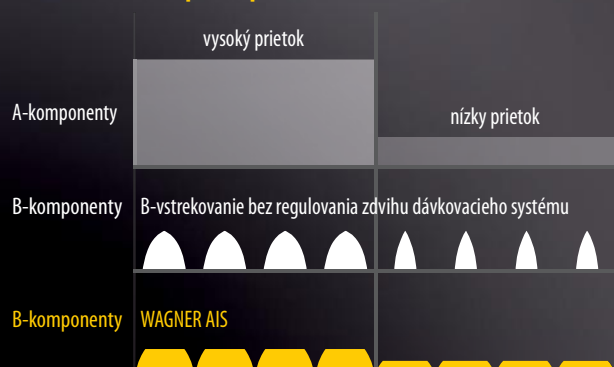 vysoký prietok
A-komponenty
nízky prietok
B-komponenty B-vstrekovanie bez regulovania zdvihu dávkovacieho systému
B-komponenty WAGNER AIS